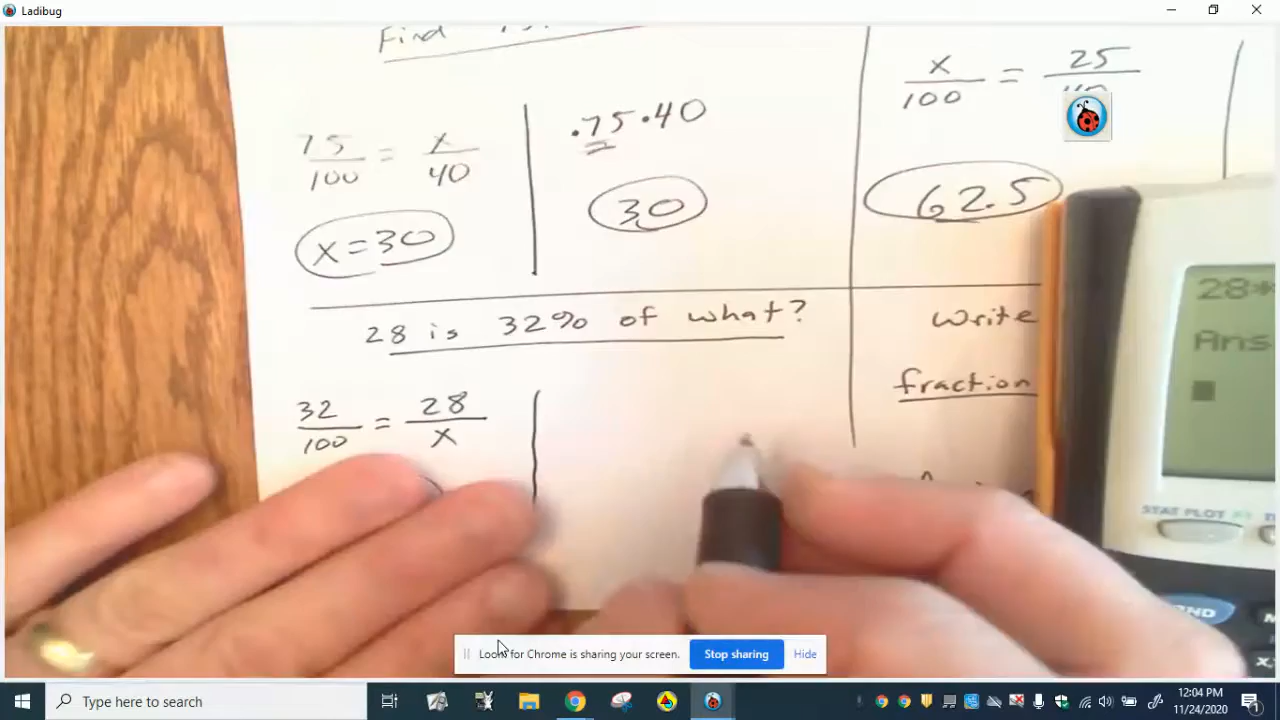 Ladibug
Find
75/100 = x/40
.75.40
x=30
30
x/100 = 25/
62.5
28 is 32% of what?
32/100 = 28/x
Write
fraction
28*
Ans
STAT PLOT
Loom for Chrome is sharing your screen.
Stop sharing
Hide
Type here to search
12:04 PM
11/24/2020